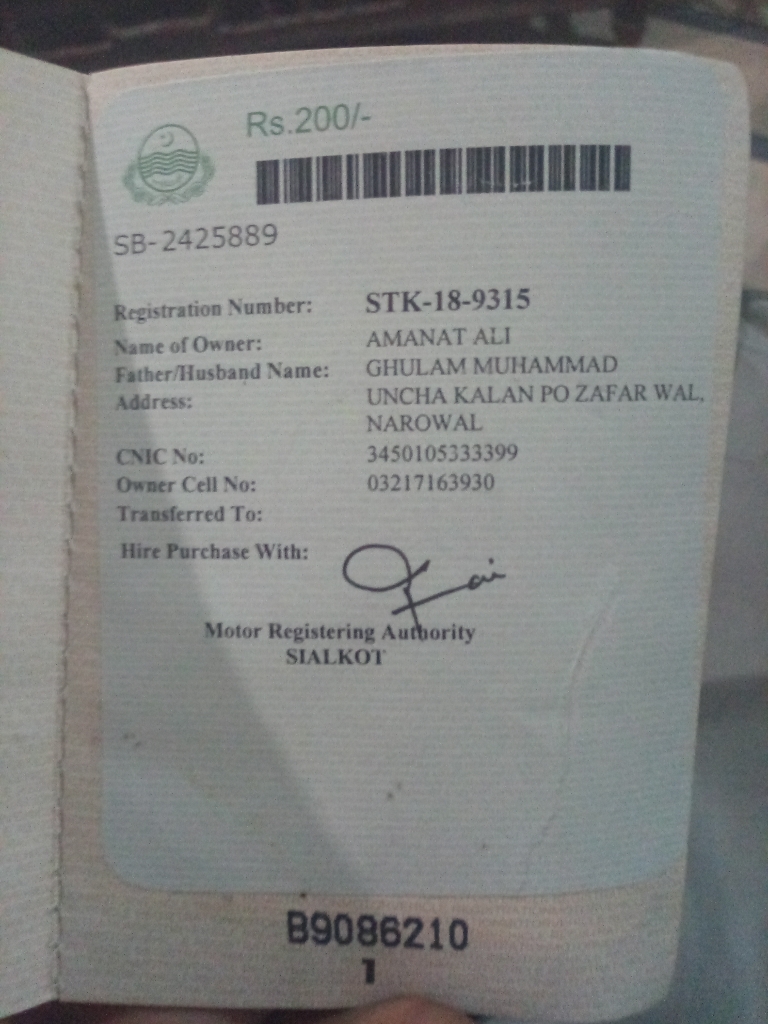 Rs.200/-
SB-2425889
Registration Number: STK-18-9315
Name of Owner: AMANAT ALI
Father/Husband Name: GHULAM MUHAMMAD
Address: UNCHA KALAN PO ZAFAR WAL,
NAROWAL
CNIC No: 3450105333399
Owner Cell No: 03217163930
Transferred To:
Hire Purchase With:
Motor Registering Authority
SIALKOT
B9086210
1